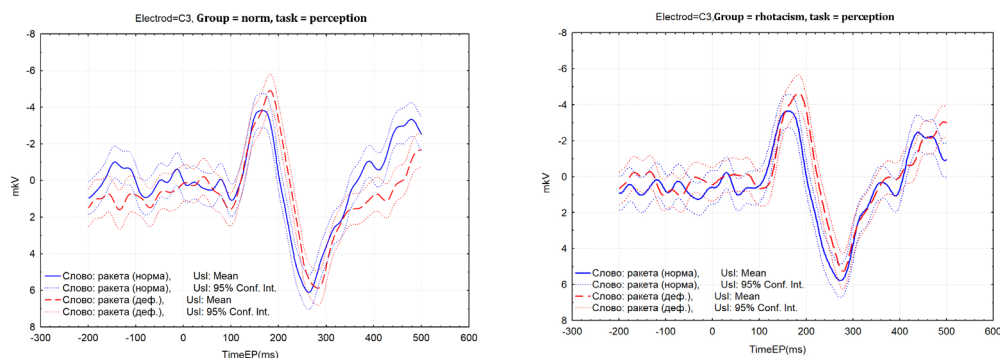 Electrod=C3, Group = norm, task = perception
-8
-6
-4
-2
0
2
4
6
8
mkV
Слово: ракета (норма), Usl: Mean
Слово: ракета (норма), Usl: 95% Conf. Int.
Слово: ракета (деф.), Usl: Mean
Слово: ракета (деф.), Usl: 95% Conf. Int.
-300 -200 -100 0 100 200 300 400 500 600
TimeEP(ms)
Electrod=C3,Group = rhotacism, task = perception
-8
-6
-4
-2
0
2
4
6
8
mkV
Слово: ракета (норма), Usl: Mean
Слово: ракета (норма), Usl: 95% Conf. Int.
Слово: ракета (деф.), Usl: Mean
Слово: ракета (деф.), Usl: 95% Conf. Int.
-300 -200 -100 0 100 200 300 400 500 600
TimeEP(ms)